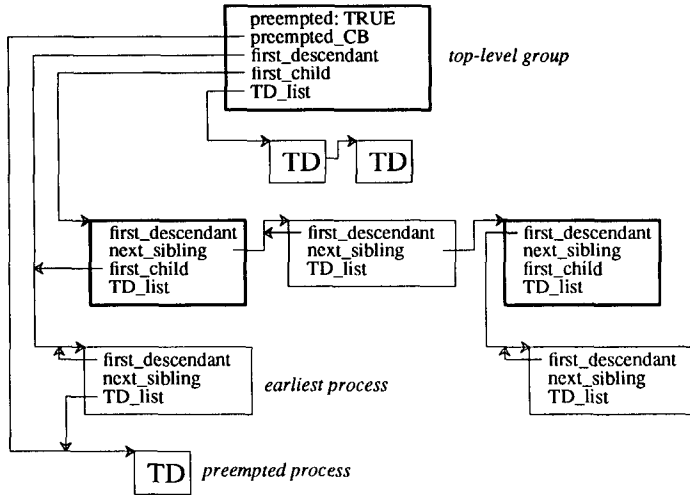 preempted: TRUE
preempted_CB
first_descendant
first_child
TD_list
top-level group
TD
TD
first_descendant
next_sibling
first_child
TD_list
first_descendant
next_sibling
TD_list
first_descendant
next_sibling
first_child
TD_list
first_descendant
next_sibling
TD_list
earliest process
first_descendant
next_sibling
TD_list
TD
preempted process